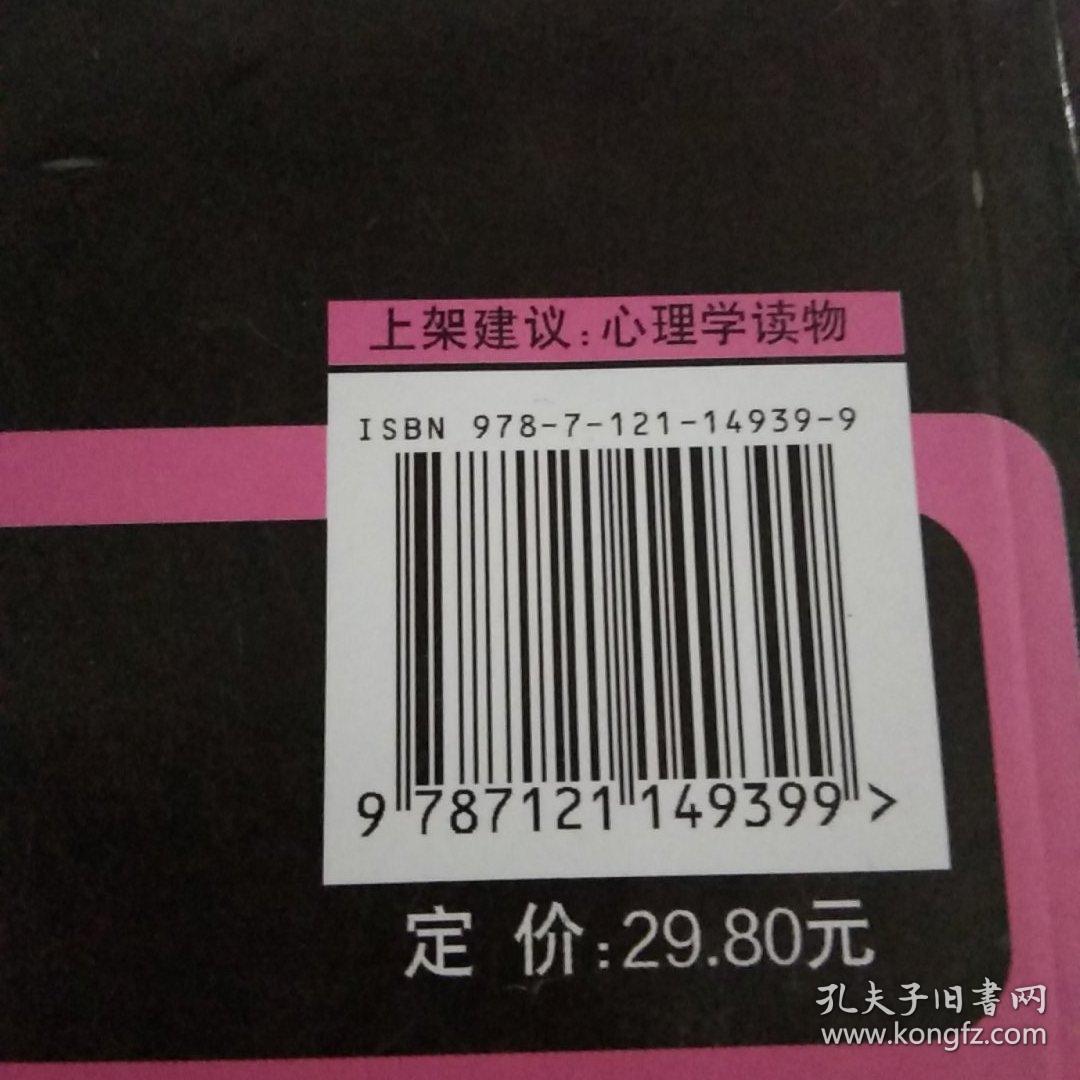 上架建议:心理学读物
ISBN 978-7-121-14939-9
9 787121 149399 >
定 价:29.80元
孔夫子旧書网
www.kongfz.com